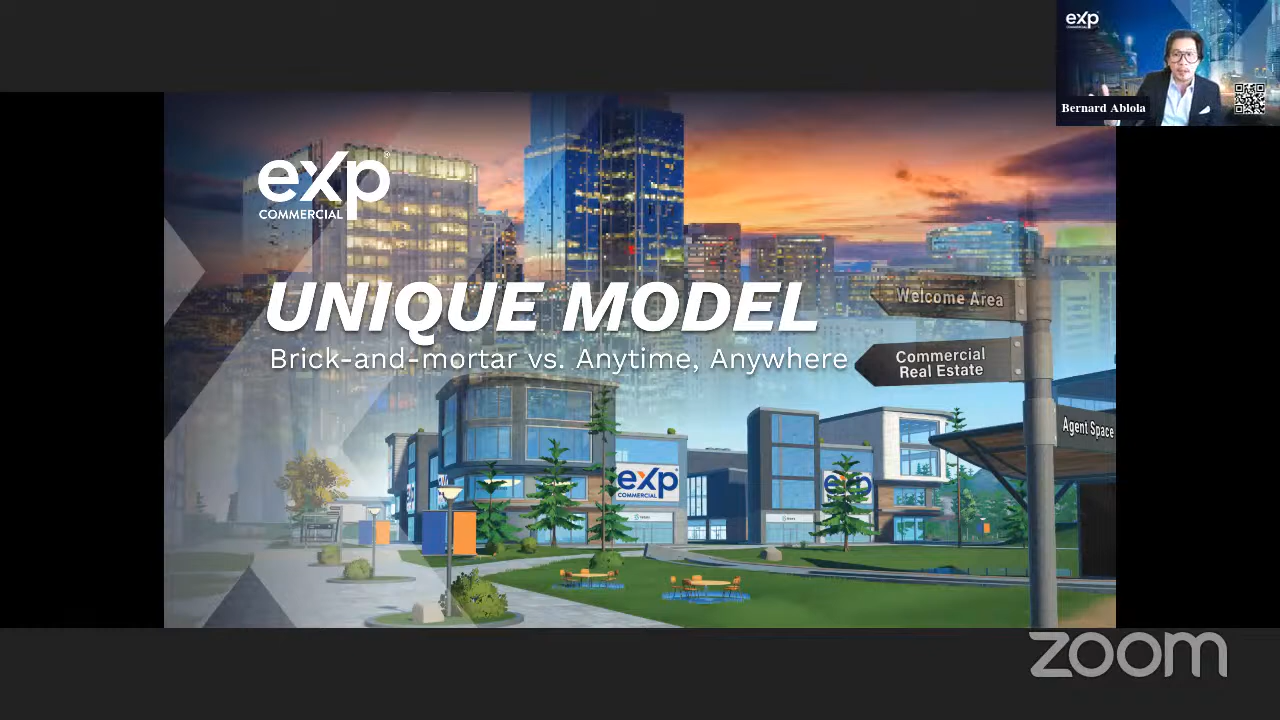 exp
Bernard Ablola
exp®
COMMERCIAL
UNIQUE MODEL
Brick-and-mortar vs. Anytime, Anywhere
Welcome Area
Commercial
Real Estate
Agent Space
exp
COMMERCIAL
exp
zoom